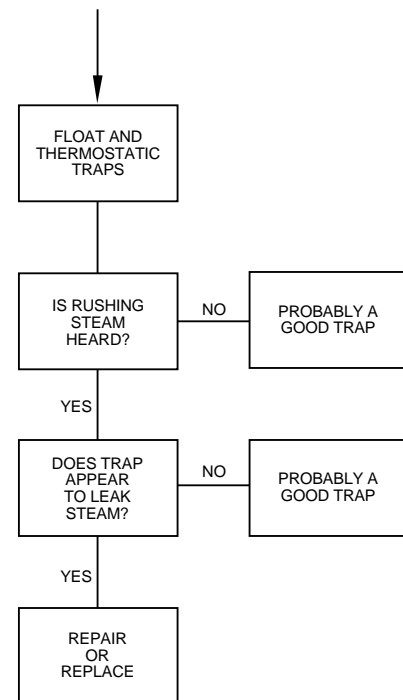 FLOAT AND
THERMOSTATIC
TRAPS
IS RUSHING
STEAM
HEARD?
NO
PROBABLY A
GOOD TRAP
YES
DOES TRAP
APPEAR
TO LEAK
STEAM?
NO
PROBABLY A
GOOD TRAP
YES
REPAIR
OR
REPLACE